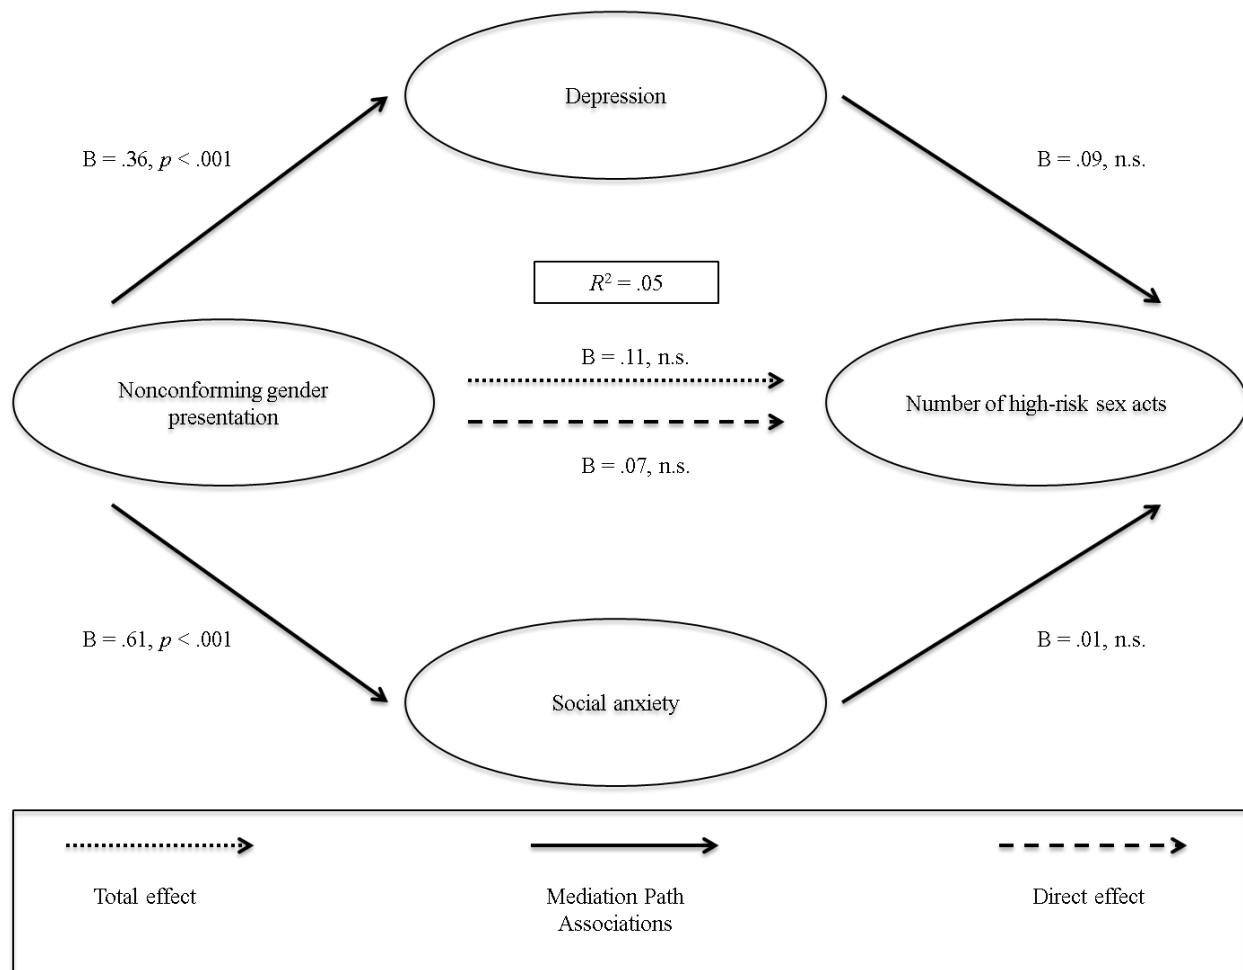 Depression
B = .36, p < .001
B = .09, n.s.
R² = .05
B = .11, n.s.
Nonconforming gender
presentation
Number of high-risk sex acts
B = .07, n.s.
B = .61, p < .001
B = .01, n.s.
Social anxiety
Total effect
Mediation Path
Associations
Direct effect